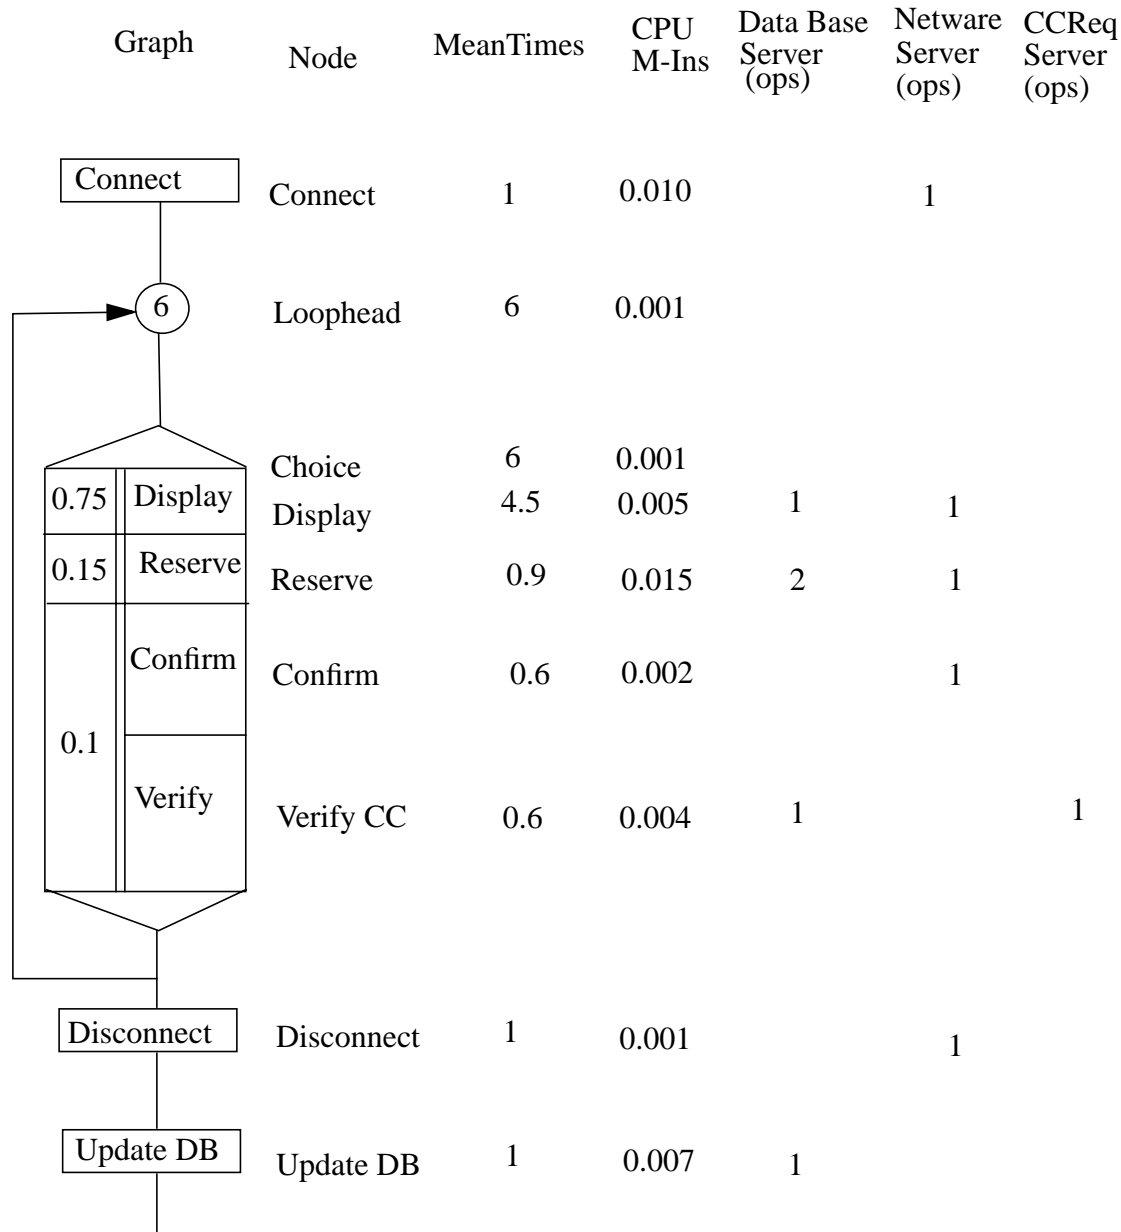 Graph Node MeanTimes CPU M-Ins Data Base Server (ops) Netware Server (ops) CCReq Server (ops)
Connect Connect 1 0.010 1
6 Loophead 6 0.001
Choice 6 0.001
0.75 Display Display 4.5 0.005 1 1
0.15 Reserve Reserve 0.9 0.015 2 1
Confirm Confirm 0.6 0.002 1
0.1
Verify Verify CC 0.6 0.004 1 1
Disconnect Disconnect 1 0.001 1
Update DB Update DB 1 0.007 1